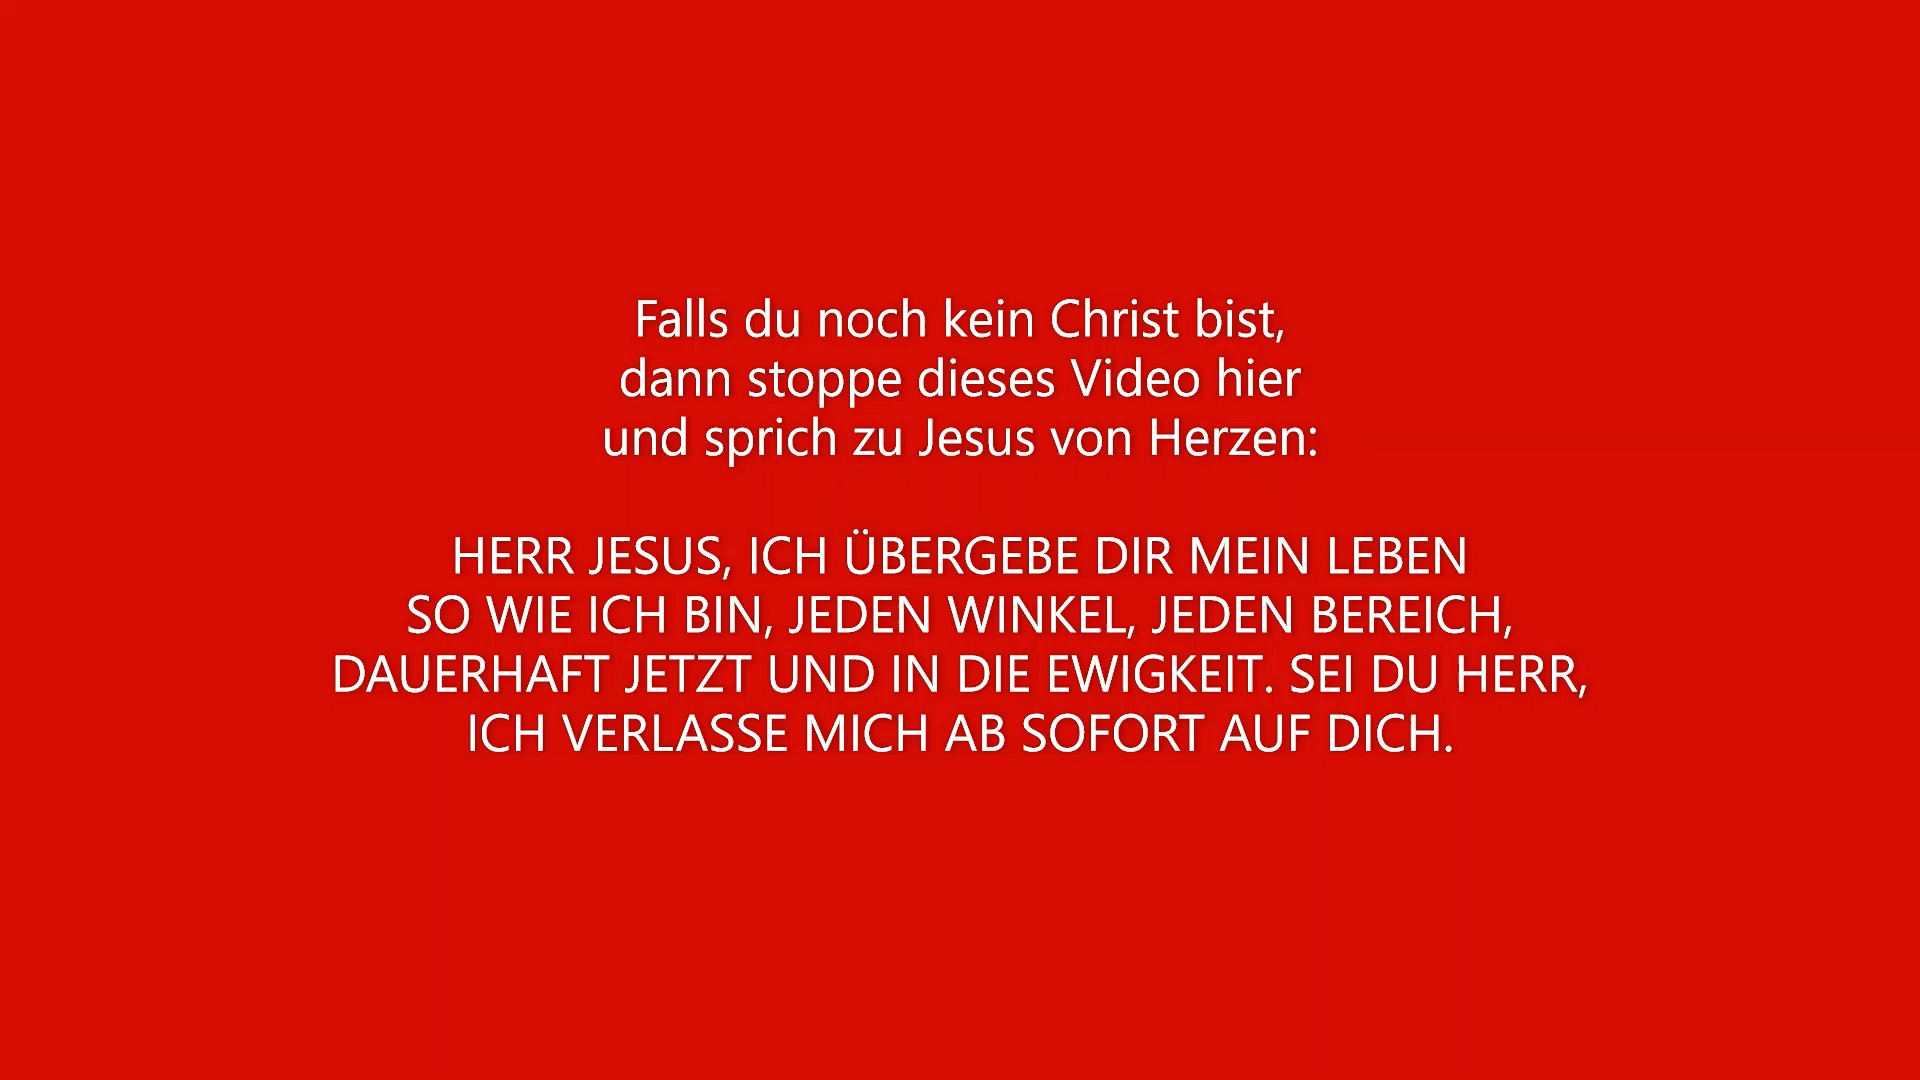 Falls du noch kein Christ bist,
dann stoppe dieses Video hier
und sprich zu Jesus von Herzen:
HERR JESUS, ICH ÜBERGEBE DIR MEIN LEBEN
SO WIE ICH BIN, JEDEN WINKEL, JEDEN BEREICH,
DAUERHAFT JETZT UND IN DIE EWIGKEIT. SEI DU HERR,
ICH VERLASSE MICH AB SOFORT AUF DICH.